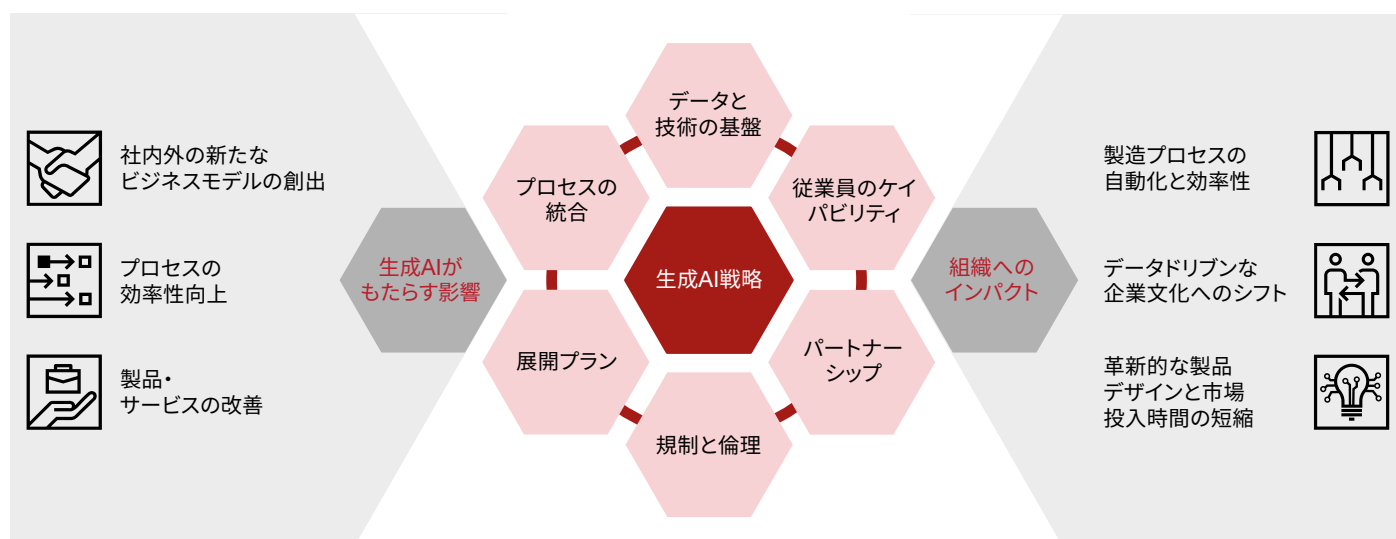 社内外の新たな
ビジネスモデルの創出
プロセスの
効率性向上
製品・
サービスの改善
生成AIが
もたらす影響
データと
技術の基盤
プロセスの
統合
従業員のケイ
パビリティ
生成AI戦略
展開プラン
パートナー
シップ
規制と倫理
組織への
インパクト
製造プロセスの
自動化と効率性
データドリブンな
企業文化へのシフト
革新的な製品
デザインと市場
投入時間の短縮